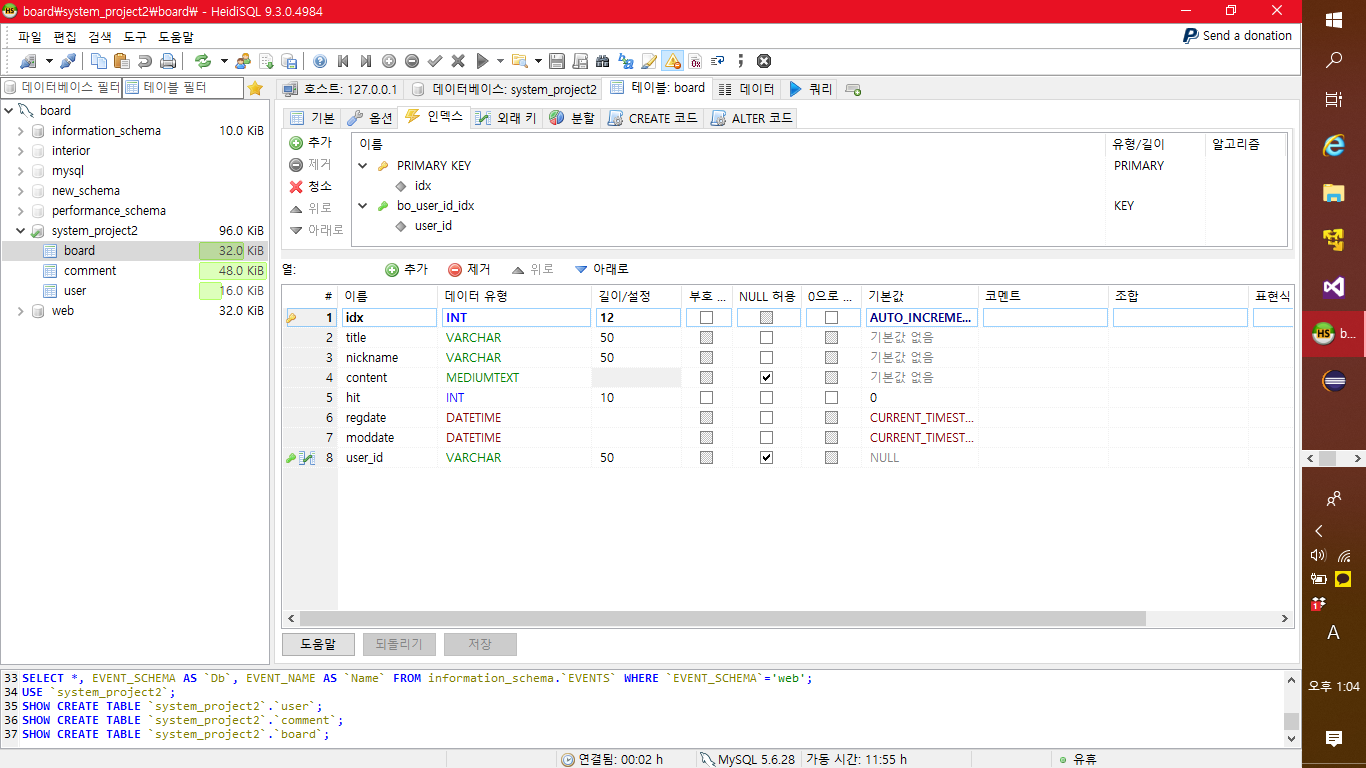 board₩system_project2₩board₩ - HeidiSQL 9.3.0.4984
파일 편집 검색 도구 도움말
Send a donation
데이터베이스 필터 테이블 필터
호스트: 127.0.0.1 데이터베이스: system_project2 테이블: board 데이터 쿼리
board
information_schema 10.0 KiB
interior
mysql
new_schema
performance_schema
system_project2 96.0 KiB
board 32.0 KiB
comment 48.0 KiB
user 16.0 KiB
web 32.0 KiB
기본 옵션 인덱스 외래 키 분할 CREATE 코드 ALTER 코드
추가
제거
청소
위로
아래로
이름 유형/길이 알고리즘
PRIMARY KEY PRIMARY
idx
bo_user_id_idx KEY
user_id
열: 추가 제거 위로 아래로
# 이름 데이터 유형 길이/설정 부호 ... NULL 허용 0으로 ... 기본값 코멘트 조합 표현식
1 idx INT 12 AUTO_INCREME...
2 title VARCHAR 50 기본값 없음
3 nickname VARCHAR 50 기본값 없음
4 content MEDIUMTEXT 기본값 없음
5 hit INT 10 0
6 regdate DATETIME CURRENT_TIMEST...
7 moddate DATETIME CURRENT_TIMEST...
8 user_id VARCHAR 50 NULL
도움말 되돌리기 저장
33 SELECT *, EVENT_SCHEMA AS `Db`, EVENT_NAME AS `Name` FROM information_schema.`EVENTS` WHERE `EVENT_SCHEMA`='web';
34 USE `system_project2`;
35 SHOW CREATE TABLE `system_project2`.`user`;
36 SHOW CREATE TABLE `system_project2`.`comment`;
37 SHOW CREATE TABLE `system_project2`.`board`;
연결됨: 00:02 h MySQL 5.6.28 가동 시간: 11:55 h 유휴
HS b...
1
A
오후 1:04